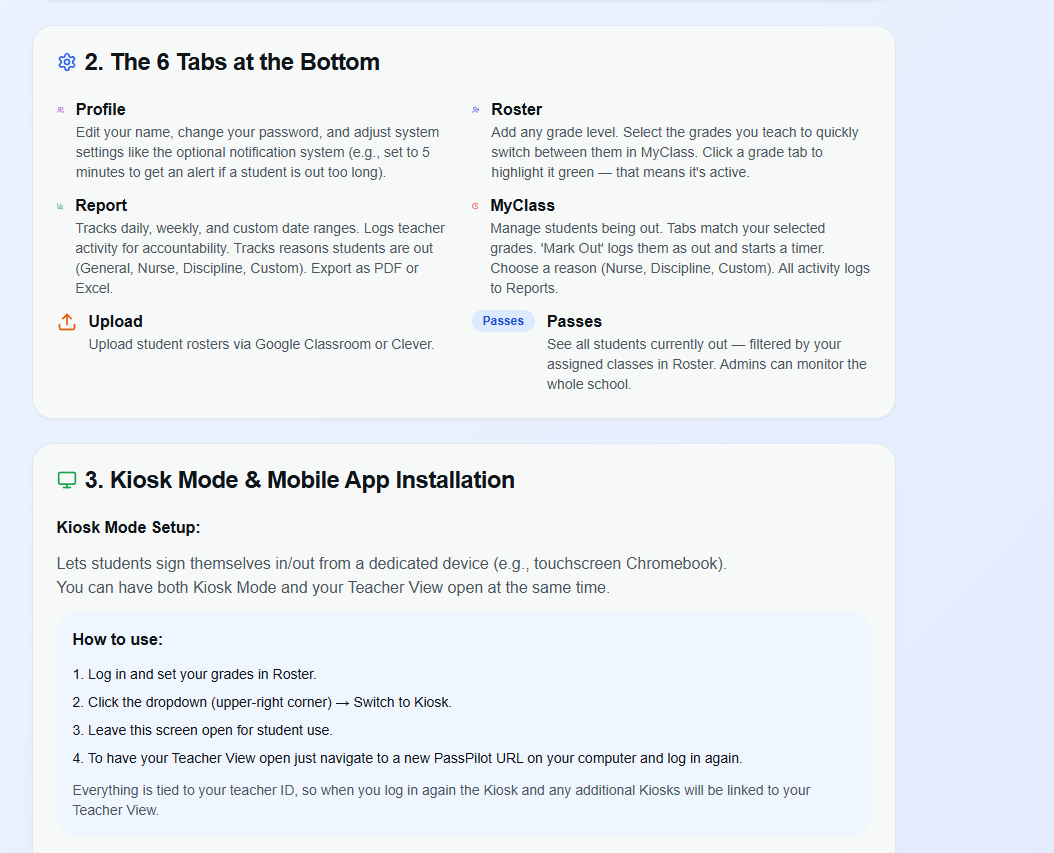 2. The 6 Tabs at the Bottom
Profile
Edit your name, change your password, and adjust system
settings like the optional notification system (e.g., set to 5
minutes to get an alert if a student is out too long).
Roster
Add any grade level. Select the grades you teach to quickly
switch between them in MyClass. Click a grade tab to
highlight it green — that means it's active.
Report
Tracks daily, weekly, and custom date ranges. Logs teacher
activity for accountability. Tracks reasons students are out
(General, Nurse, Discipline, Custom). Export as PDF or
Excel.
MyClass
Manage students being out. Tabs match your selected
grades. 'Mark Out' logs them as out and starts a timer.
Choose a reason (Nurse, Discipline, Custom). All activity logs
to Reports.
Upload
Upload student rosters via Google Classroom or Clever.
Passes
Passes
See all students currently out — filtered by your
assigned classes in Roster. Admins can monitor the
whole school.
3. Kiosk Mode & Mobile App Installation
Kiosk Mode Setup:
Lets students sign themselves in/out from a dedicated device (e.g., touchscreen Chromebook).
You can have both Kiosk Mode and your Teacher View open at the same time.
How to use:
1. Log in and set your grades in Roster.
2. Click the dropdown (upper-right corner) → Switch to Kiosk.
3. Leave this screen open for student use.
4. To have your Teacher View open just navigate to a new PassPilot URL on your computer and log in again.
Everything is tied to your teacher ID, so when you log in again the Kiosk and any additional Kiosks will be linked to your
Teacher View.